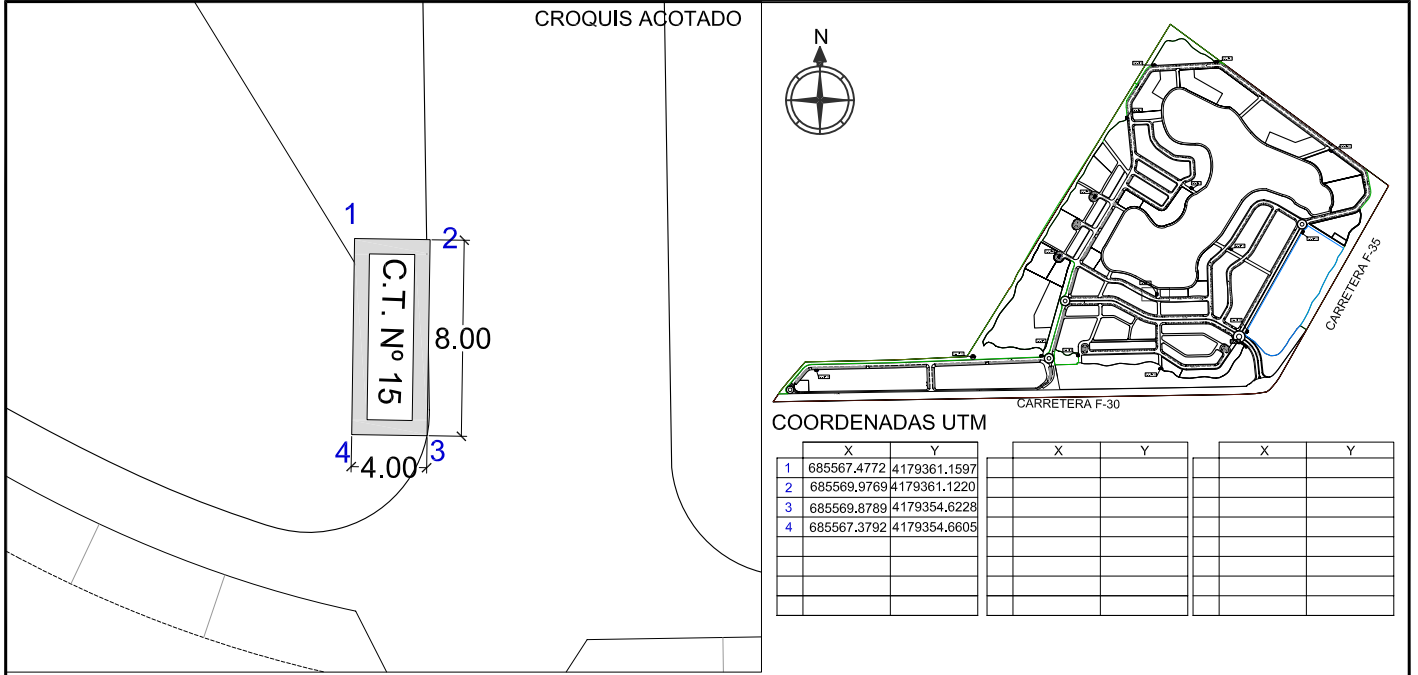 CROQUIS ACOTADO
1
2
C.T. Nº 15
8.00
4
4.00
3
N
CARRETERA F-35
CARRETERA F-30
COORDENADAS UTM
X Y X Y X Y
1 685567.4772 4179361.1597
2 685569.9769 4179361.1220
3 685569.8789 4179354.6228
4 685567.3792 4179354.6605